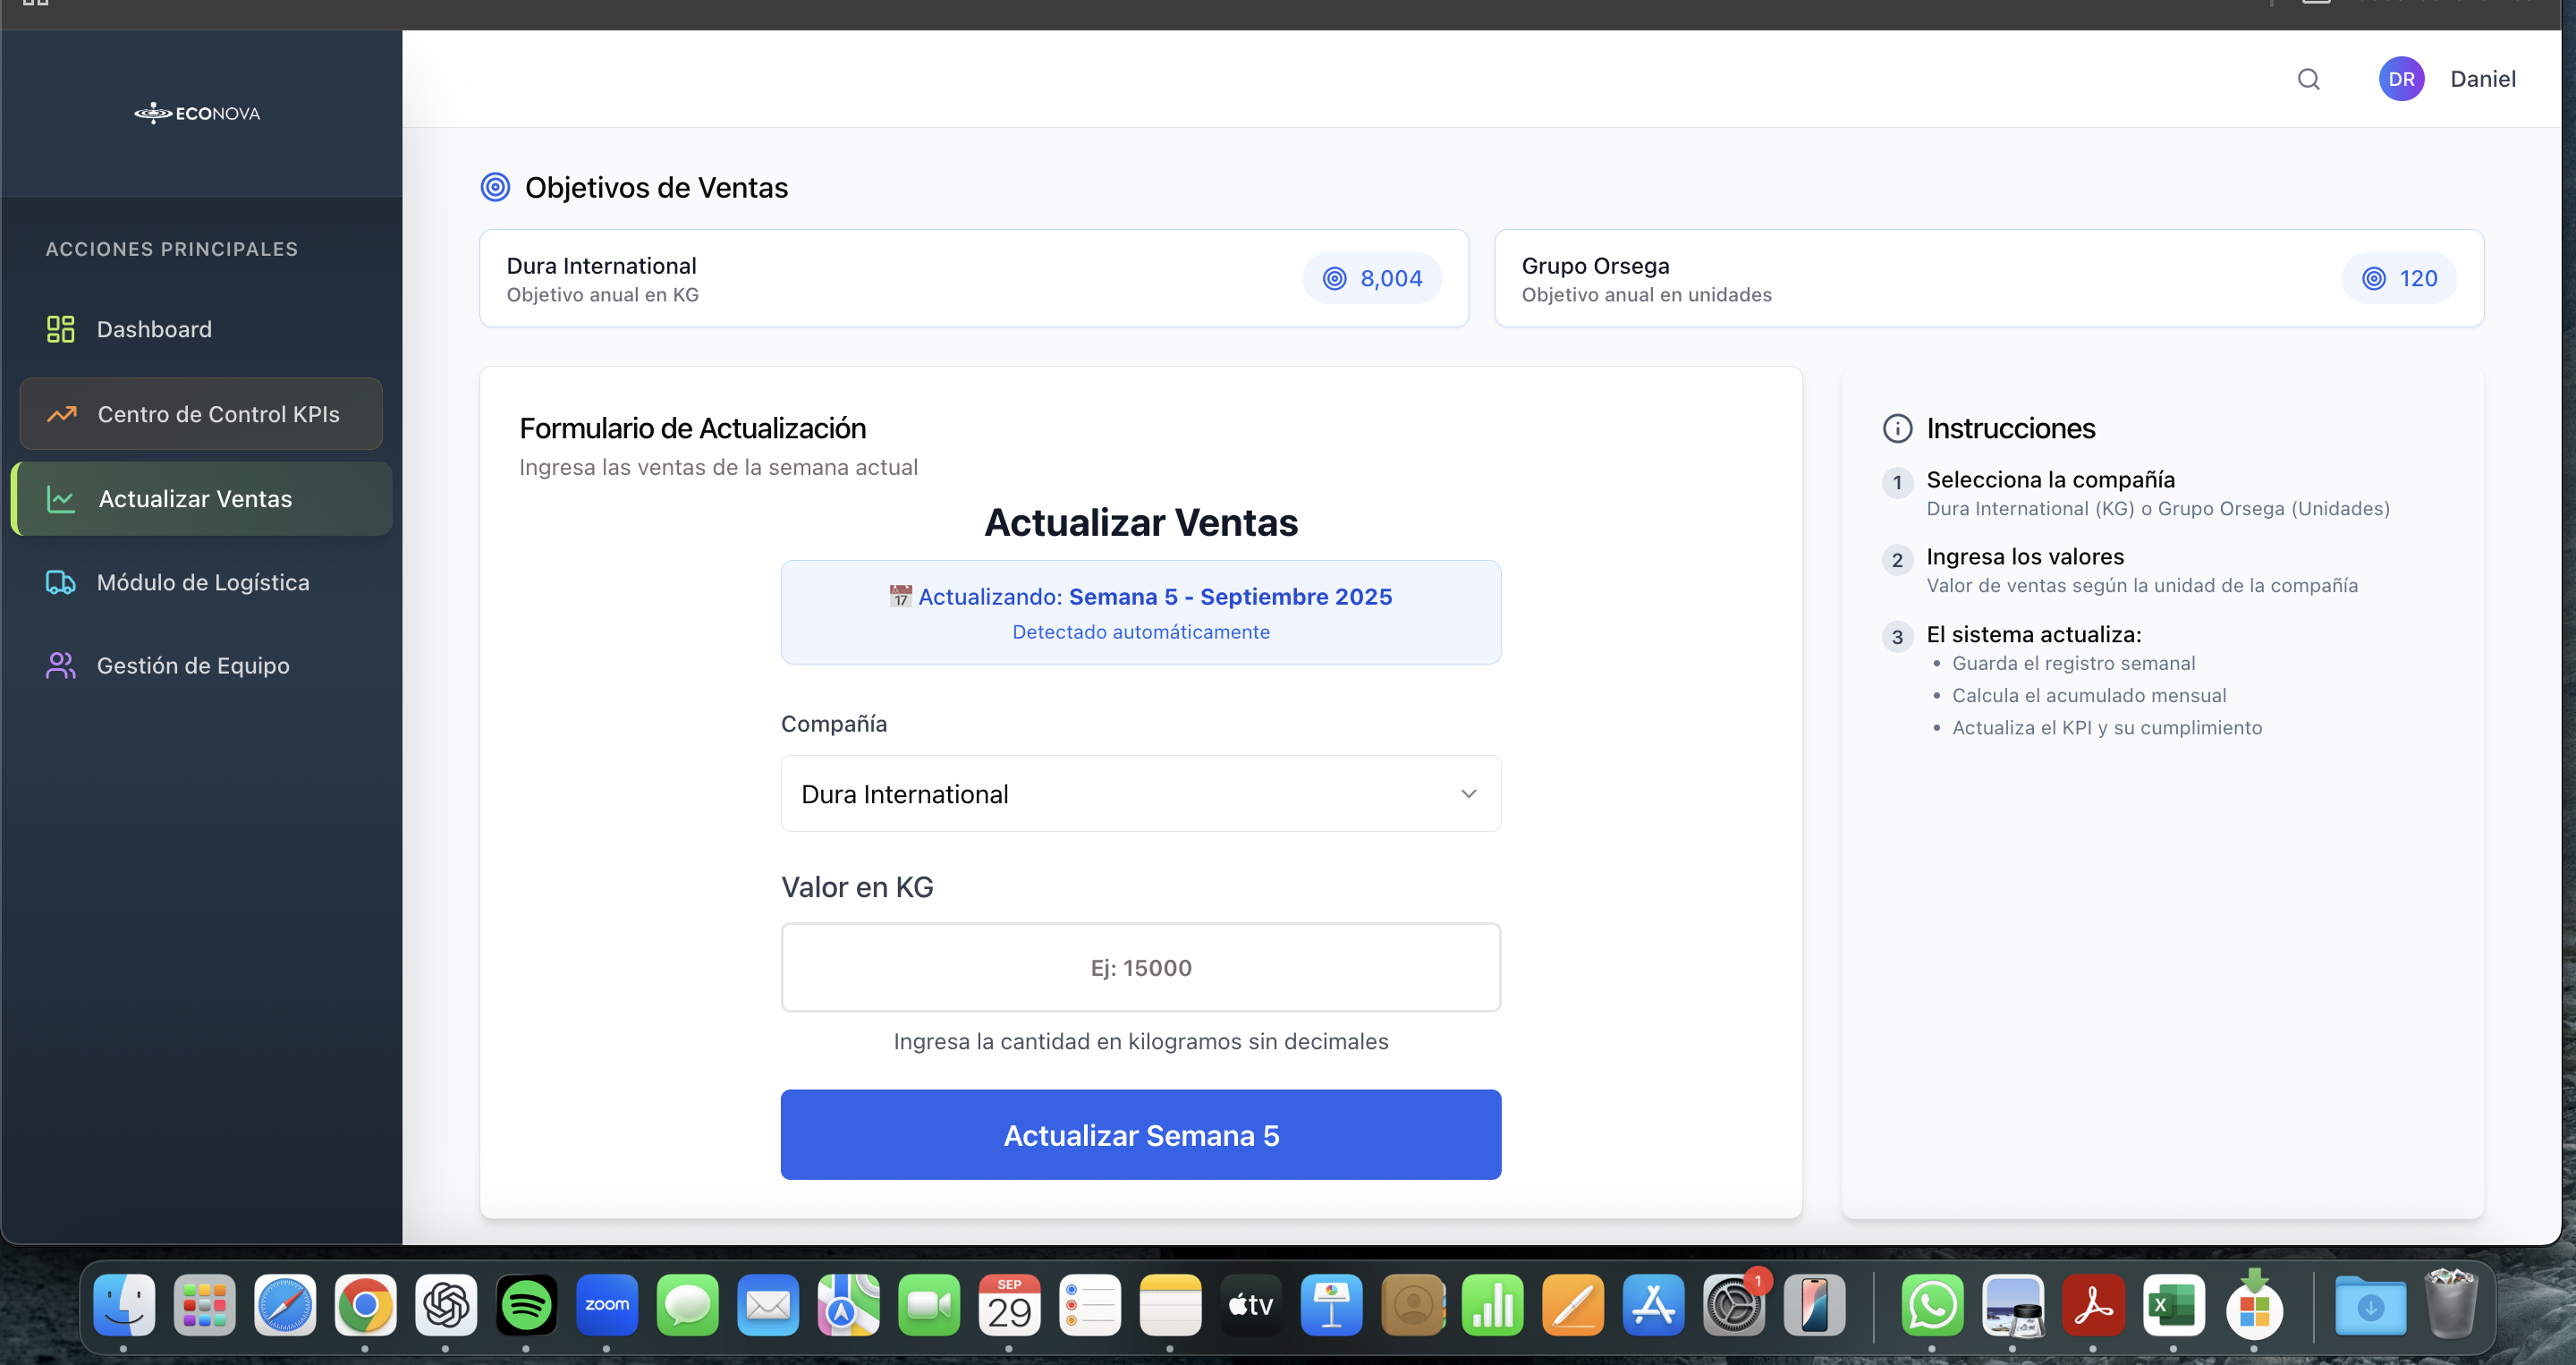 ECONOVA
ACCIONES PRINCIPALES
Dashboard
Centro de Control KPIs
Actualizar Ventas
Módulo de Logística
Gestión de Equipo
DR
Daniel
Objetivos de Ventas
Dura International
Objetivo anual en KG
8,004
Grupo Orsega
Objetivo anual en unidades
120
Formulario de Actualización
Ingresa las ventas de la semana actual
Actualizar Ventas
17 Actualizando: Semana 5 - Septiembre 2025
Detectado automáticamente
Compañía
Dura International
Valor en KG
Ej: 15000
Ingresa la cantidad en kilogramos sin decimales
Actualizar Semana 5
Instrucciones
1 Selecciona la compañía
Dura International (KG) o Grupo Orsega (Unidades)
2 Ingresa los valores
Valor de ventas según la unidad de la compañía
3 El sistema actualiza:
• Guarda el registro semanal
• Calcula el acumulado mensual
• Actualiza el KPI y su cumplimiento
zoom
SEP
29
tv
1
X